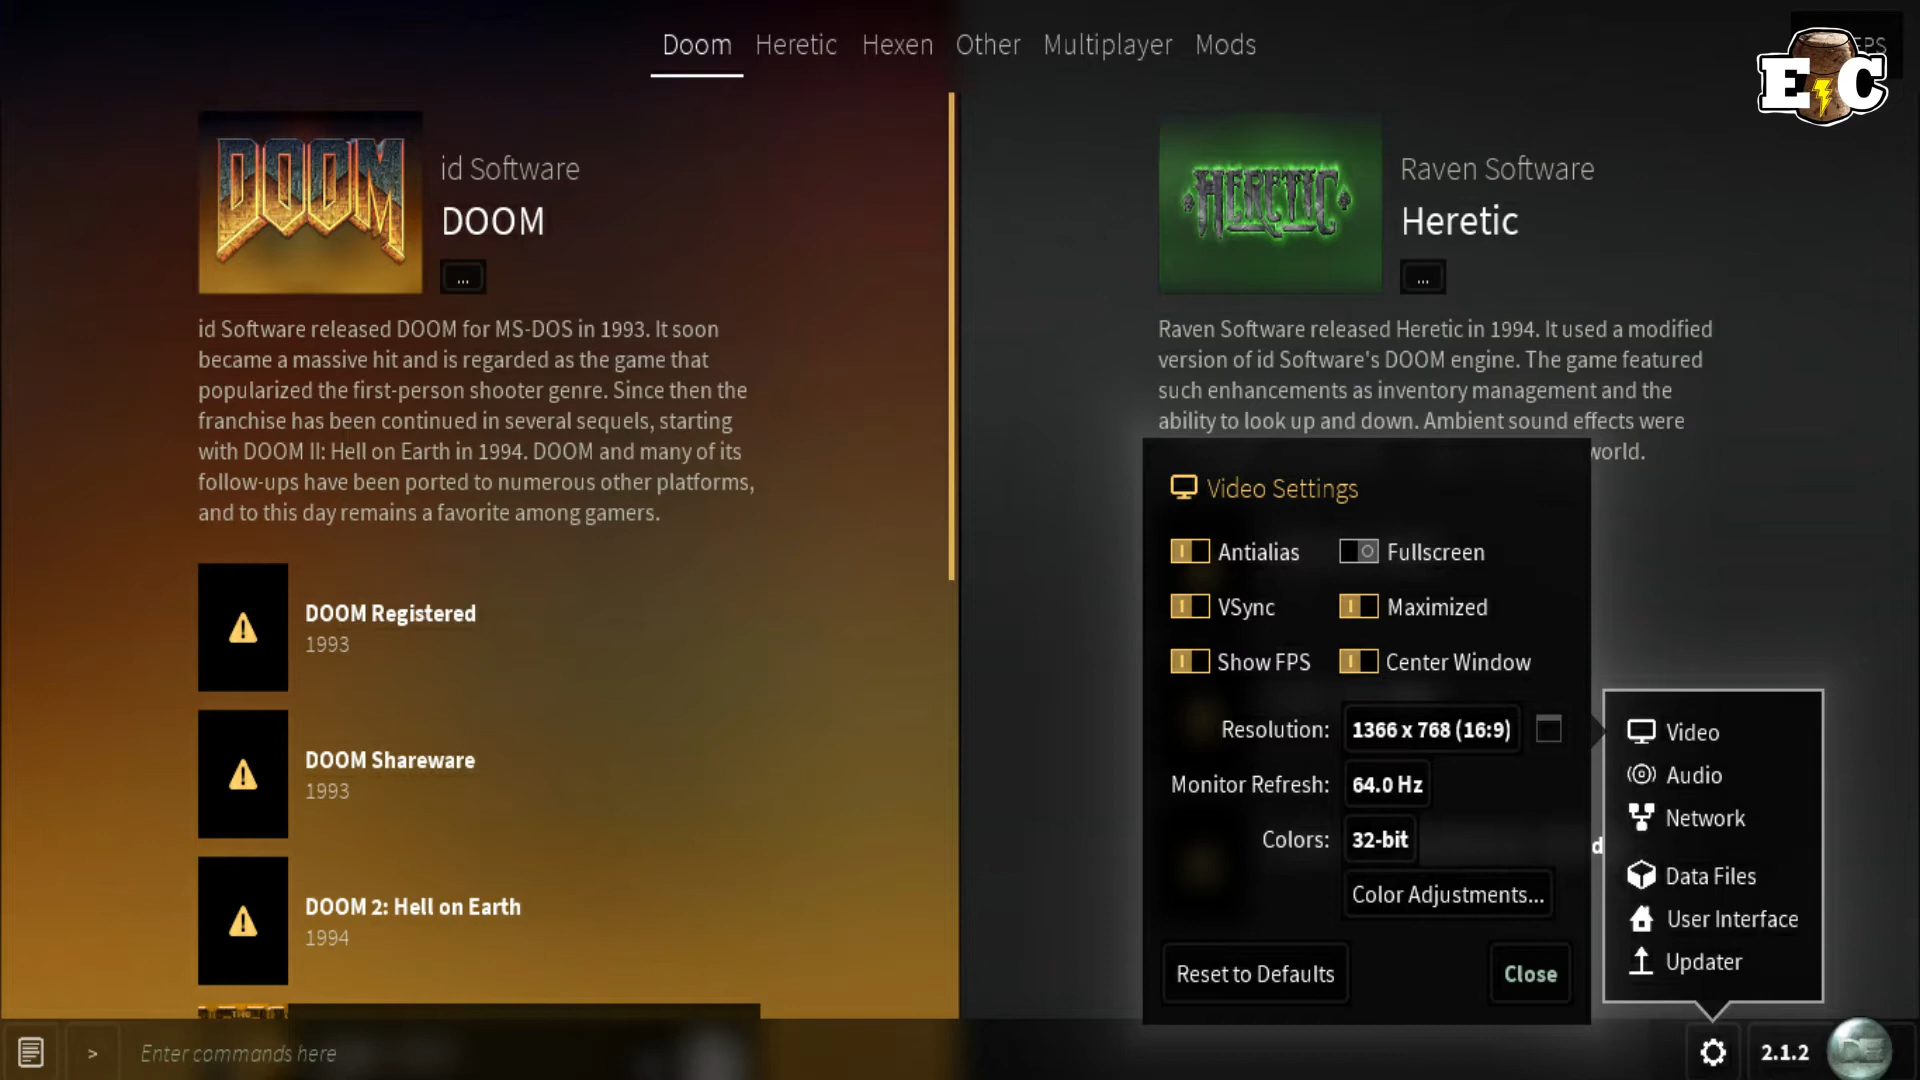 Doom Heretic Hexen Other Multiplayer Mods
E C
DOOM
id Software
DOOM
...
id Software released DOOM for MS-DOS in 1993. It soon
became a massive hit and is regarded as the game that
popularized the first-person shooter genre. Since then the
franchise has been continued in several sequels, starting
with DOOM II: Hell on Earth in 1994. DOOM and many of its
follow-ups have been ported to numerous other platforms,
and to this day remains a favorite among gamers.
DOOM Registered
1993
DOOM Shareware
1993
DOOM 2: Hell on Earth
1994
HERETIC
Raven Software
Heretic
...
Raven Software released Heretic in 1994. It used a modified
version of id Software's DOOM engine. The game featured
such enhancements as inventory management and the
ability to look up and down. Ambient sound effects were
world.
Video Settings
Antialias Fullscreen
VSync Maximized
Show FPS Center Window
Resolution: 1366 x 768 (16:9)
Monitor Refresh: 64.0 Hz
Colors: 32-bit
Color Adjustments...
Reset to Defaults Close
Video
Audio
Network
Data Files
User Interface
Updater
> Enter commands here
2.1.2
DE